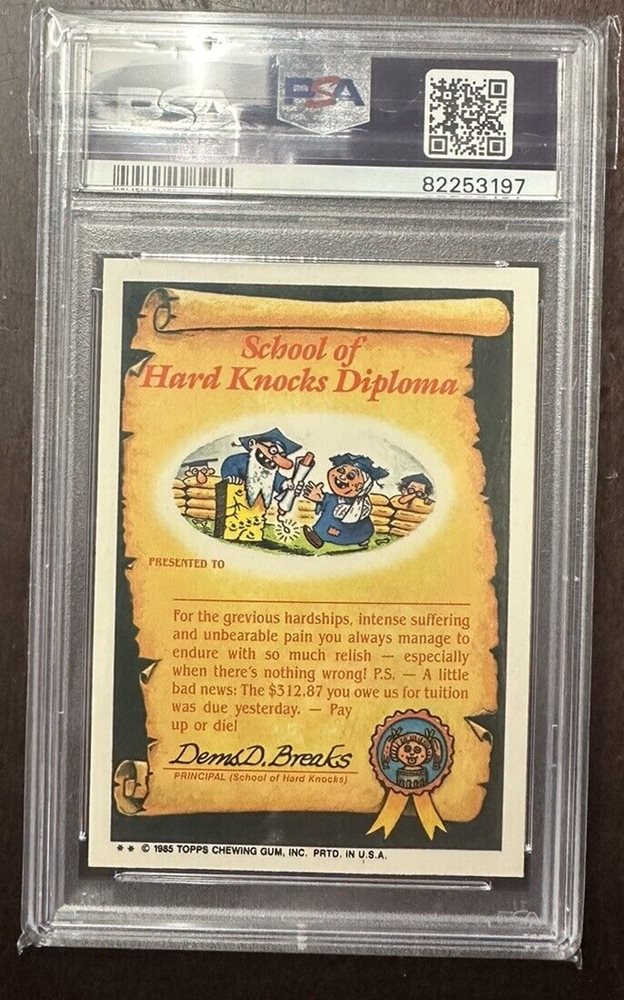 PSA
PSA
82253197
School of
Hard Knocks Diploma
PRESENTED TO
For the grevious hardships, intense suffering
and unbearable pain you always manage to
endure with so much relish — especially
when there's nothing wrong! P.S. — A little
bad news: The $312.87 you owe us for tuition
was due yesterday. — Pay
up or die!
Dems D. Breaks
PRINCIPAL (School of Hard Knocks)
** © 1985 TOPPS CHEWING GUM, INC. PRTD. IN U.S.A.
PSA